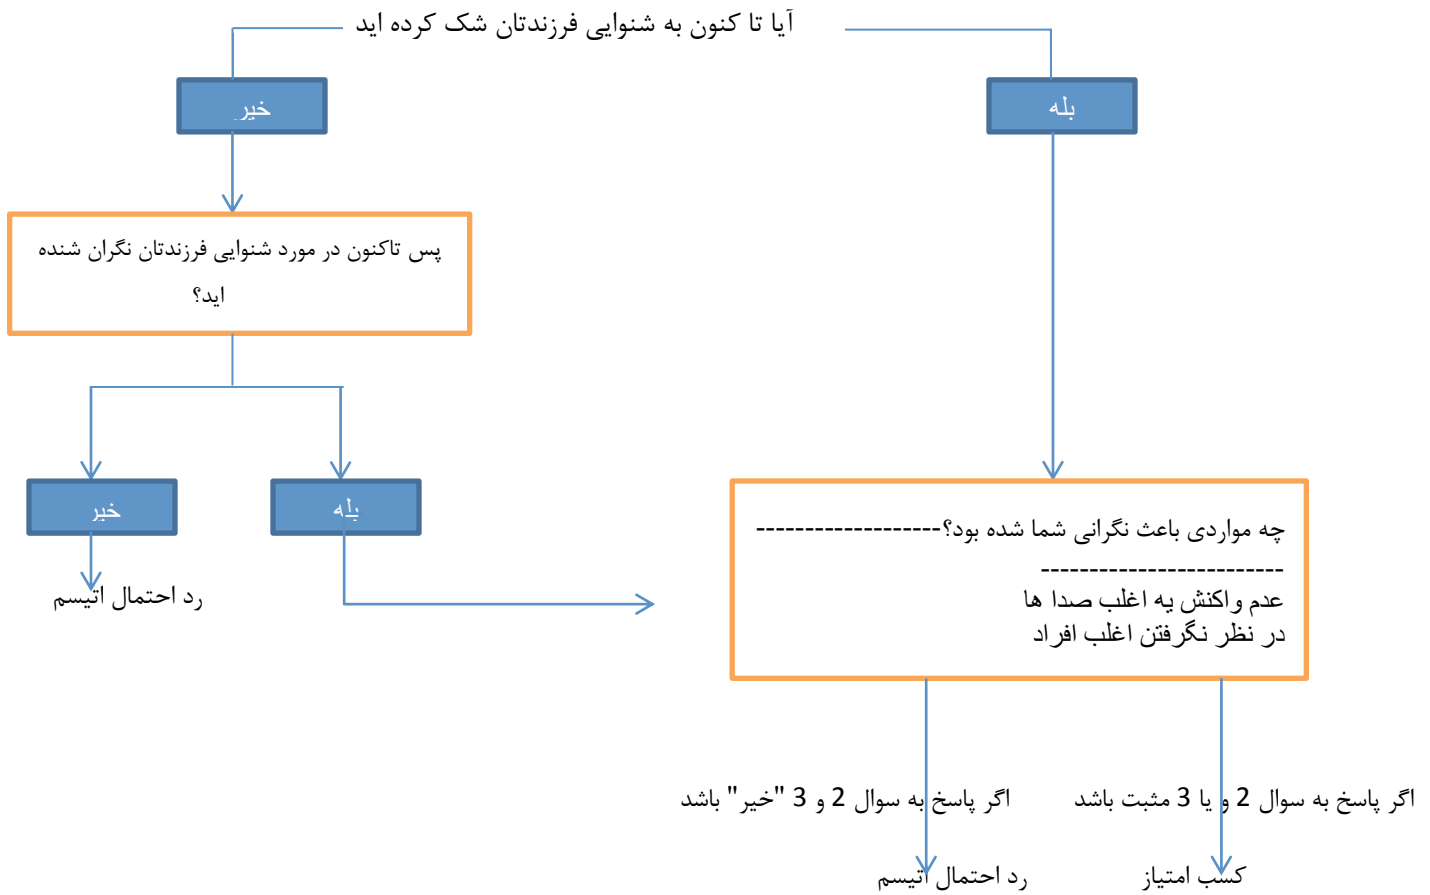 آیا تا کنون به شنوایی فرزندتان شک کرده اید
بله
خیر
پس تاکنون در مورد شنوایی فرزندتان نگران شنده
اید؟
بله
خیر
رد احتمال اتیسم
چه مواردی باعث نگرانی شما شده بود؟-------------------
-------------------------
عدم واکنش یه اغلب صدا ها
در نظر نگرفتن اغلب افراد
اگر پاسخ به سوال 2 و یا 3 مثبت باشد
اگر پاسخ به سوال 2 و 3 "خیر" باشد
کسب امتیاز
رد احتمال اتیسم